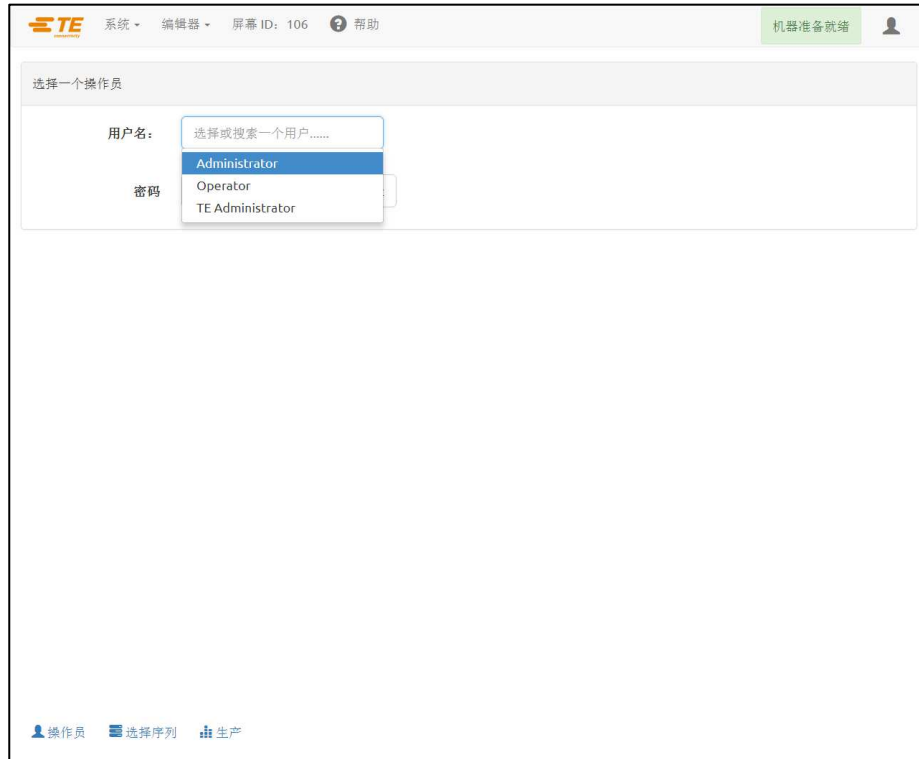 TE connectivity 系统 编辑器 屏幕 ID：106 帮助 机器准备就绪
选择一个操作员
用户名： 选择或搜索一个用户......
Administrator
密码 Operator
TE Administrator
操作员 选择序列 生产